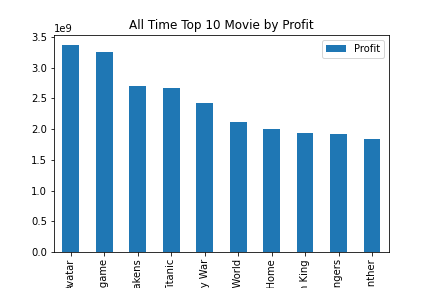 All Time Top 10 Movie by Profit
1e9
Profit
3.5
3.0
2.5
2.0
1.5
1.0
0.5
0.0
Avatar
game
akens
itanic
y War
World
Home
n King
ngers
nther